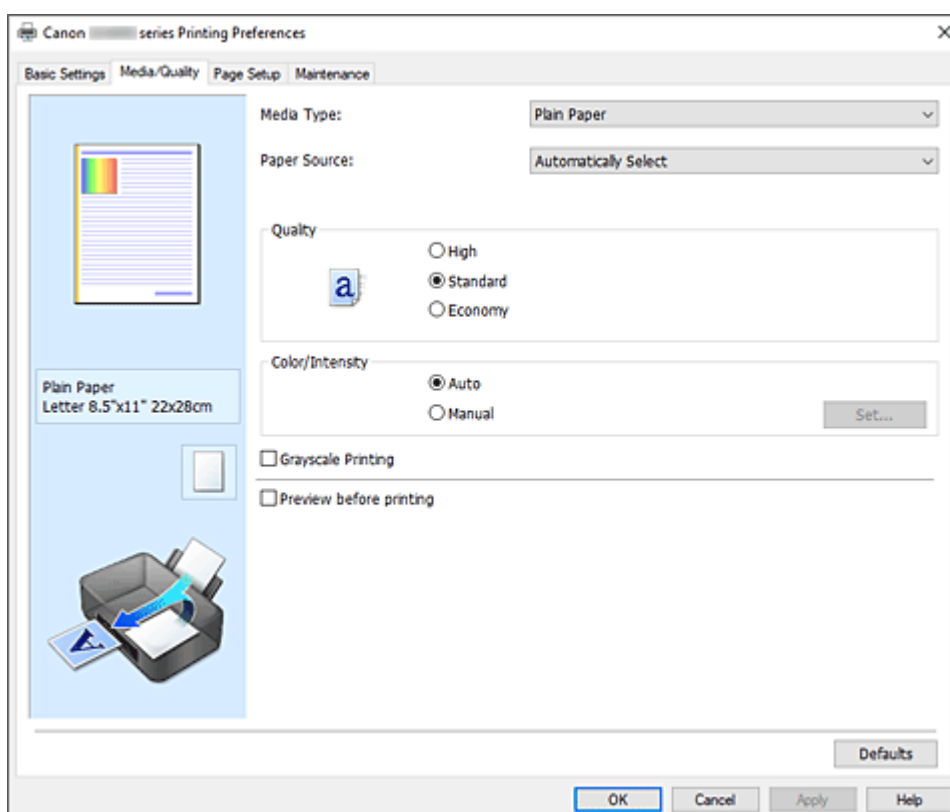 Canon series Printing Preferences
Basic Settings Media/Quality Page Setup Maintenance
Media Type: Plain Paper
Paper Source: Automatically Select
Quality
High
a
Standard
Economy
Color/Intensity
Auto
Plain Paper
Letter 8.5"x11" 22x28cm
Manual
Set...
Grayscale Printing
Preview before printing
A
Defaults
OK Cancel Apply Help